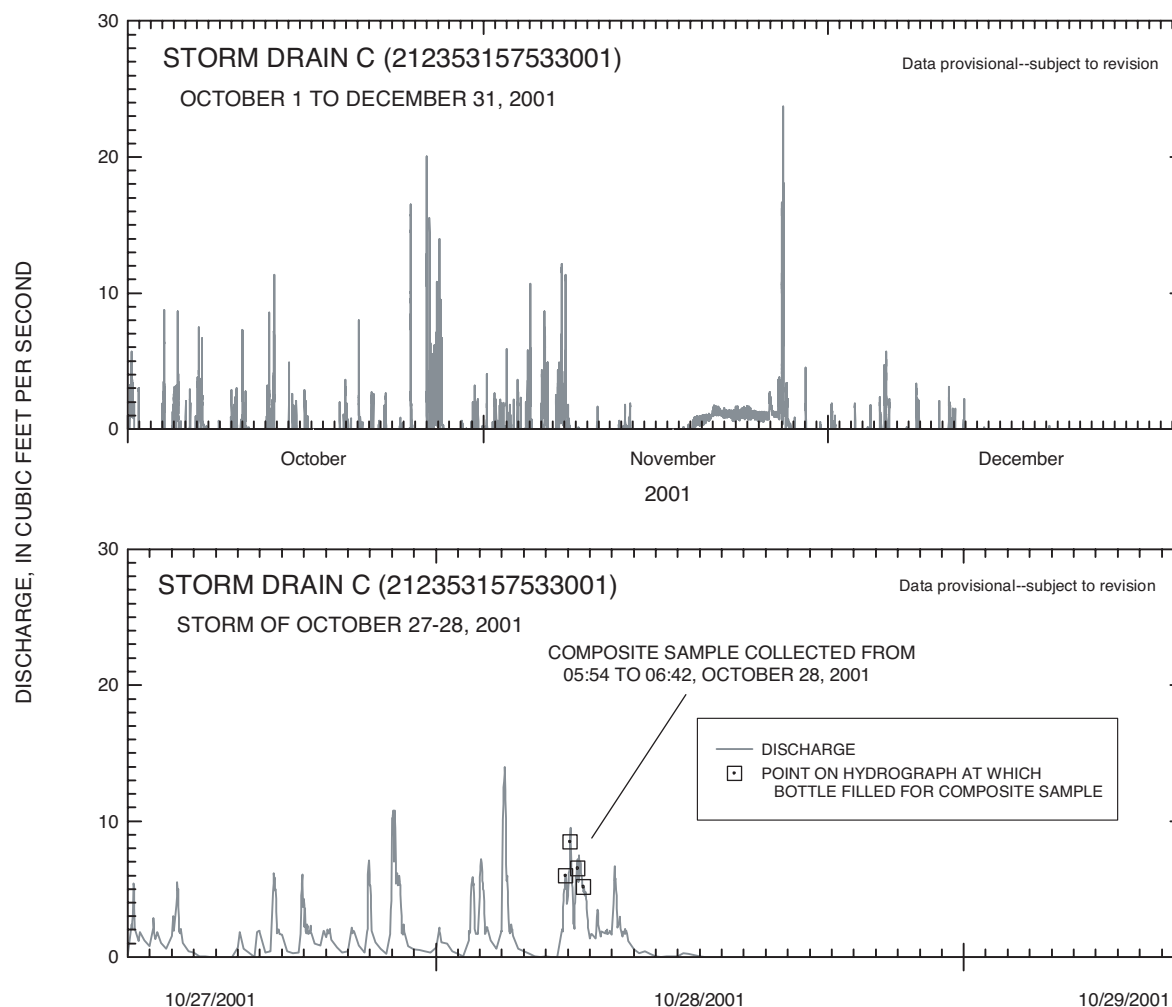 30
STORM DRAIN C (212353157533001)
Data provisional--subject to revision
OCTOBER 1 TO DECEMBER 31, 2001
20
10
0
October
November
December
2001
DISCHARGE, IN CUBIC FEET PER SECOND
30
STORM DRAIN C (212353157533001)
Data provisional--subject to revision
STORM OF OCTOBER 27-28, 2001
COMPOSITE SAMPLE COLLECTED FROM
05:54 TO 06:42, OCTOBER 28, 2001
20
DISCHARGE
POINT ON HYDROGRAPH AT WHICH
BOTTLE FILLED FOR COMPOSITE SAMPLE
10
0
10/27/2001
10/28/2001
10/29/2001